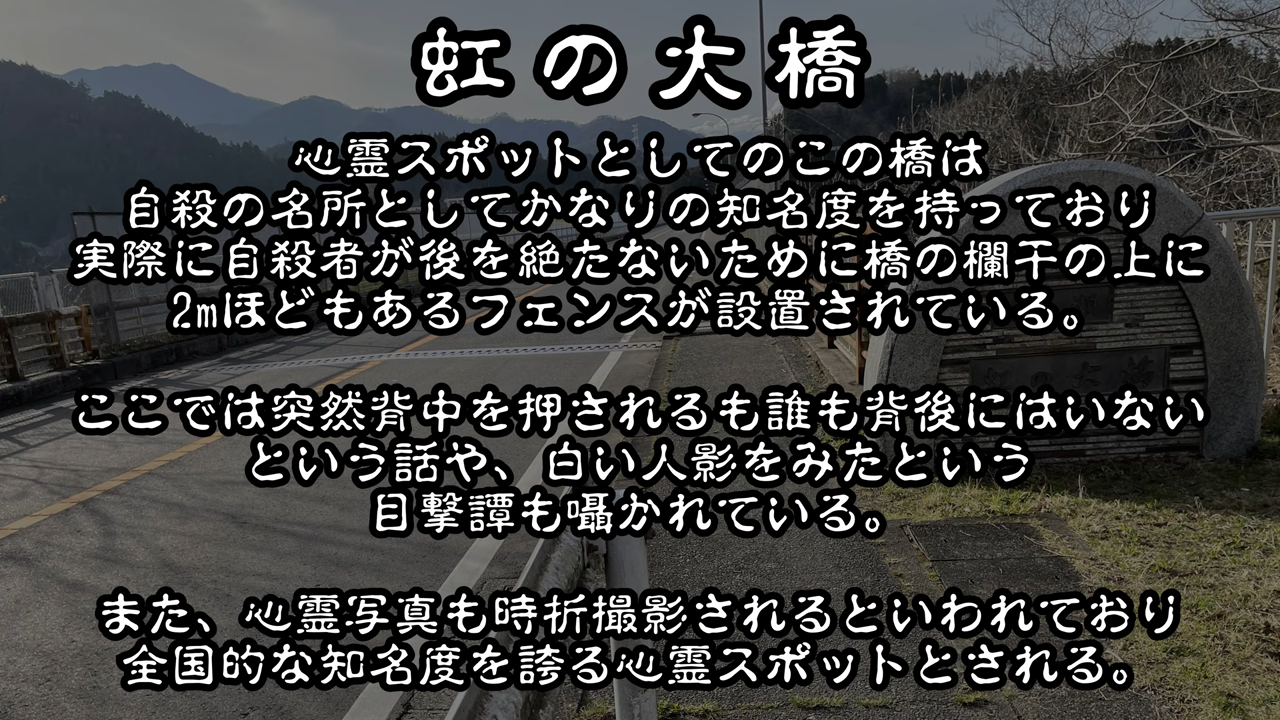 虹の大橋
心霊スポットとしてのこの橋は
自殺の名所としてかなりの知名度を持っており
実際に自殺者が後を絶たないために橋の欄干の上に
2mほどもあるフェンスが設置されている。
ここでは突然背中を押されるも誰も背後にはいない
という話や、白い人影をみたという
目撃譚も囁かれている。
また、心霊写真も時折撮影されるといわれており
全国的な知名度を誇る心霊スポットとされる。